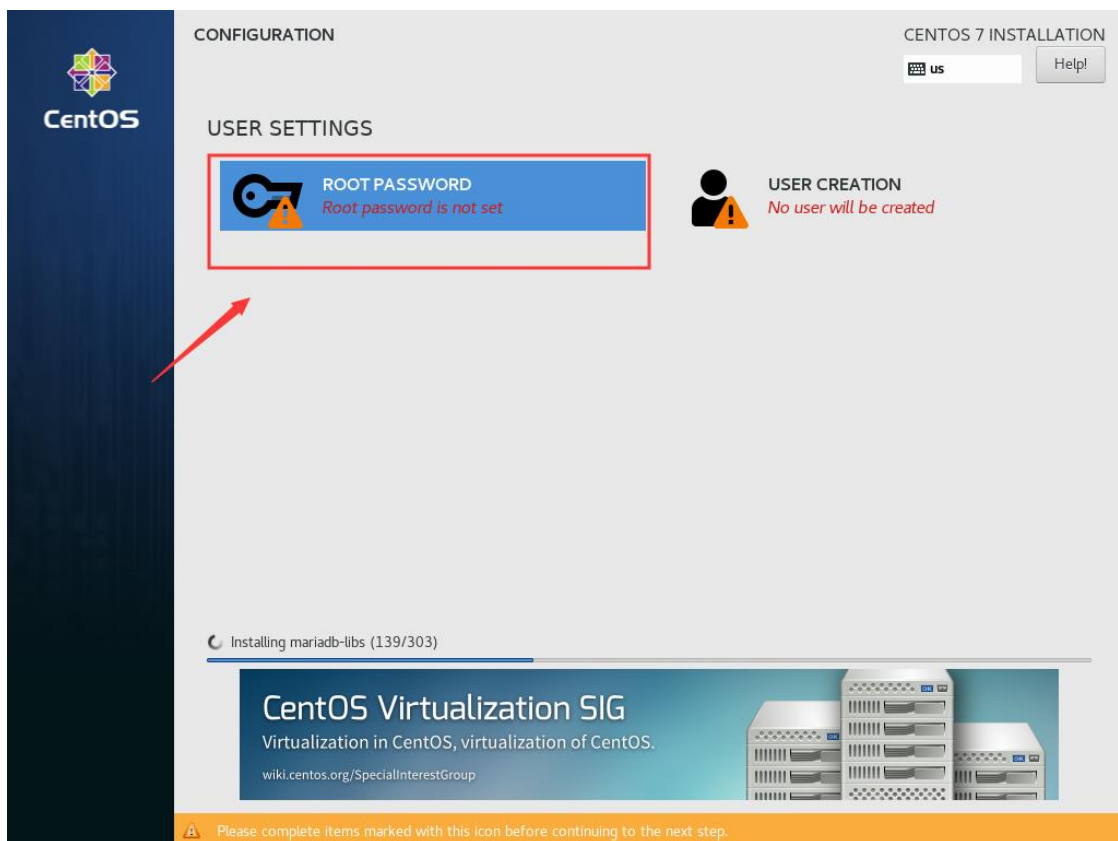 CONFIGURATION
CENTOS 7 INSTALLATION
us
Help!
CentOS
USER SETTINGS
ROOT PASSWORD
Root password is not set
USER CREATION
No user will be created
Installing mariadb-libs (139/303)
CentOS Virtualization SIG
Virtualization in CentOS, virtualization of CentOS.
wiki.centos.org/SpecialInterestGroup
Please complete items marked with this icon before continuing to the next step.